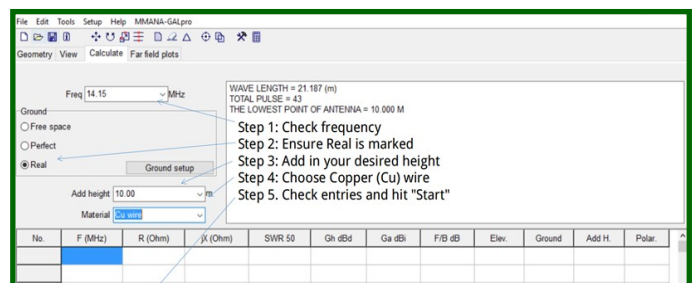 File Edit Tools Setup Help MMANA-GALpro
Geometry View Calculate Far field plots
Freq 14.15 MHz
WAVE LENGTH = 21.187 (m)
TOTAL PULSE = 43
THE LOWEST POINT OF ANTENNA = 10.000 M
Ground
Free space
Perfect
Real
Ground setup
Add height 10.00 m
Material Cu wire
Step 1: Check frequency
Step 2: Ensure Real is marked
Step 3: Add in your desired height
Step 4: Choose Copper (Cu) wire
Step 5. Check entries and hit "Start"
No. F (MHz) R (Ohm) jX (Ohm) SWR 50 Gh dBd Ga dBi F/B dB Elev. Ground Add H. Polar.